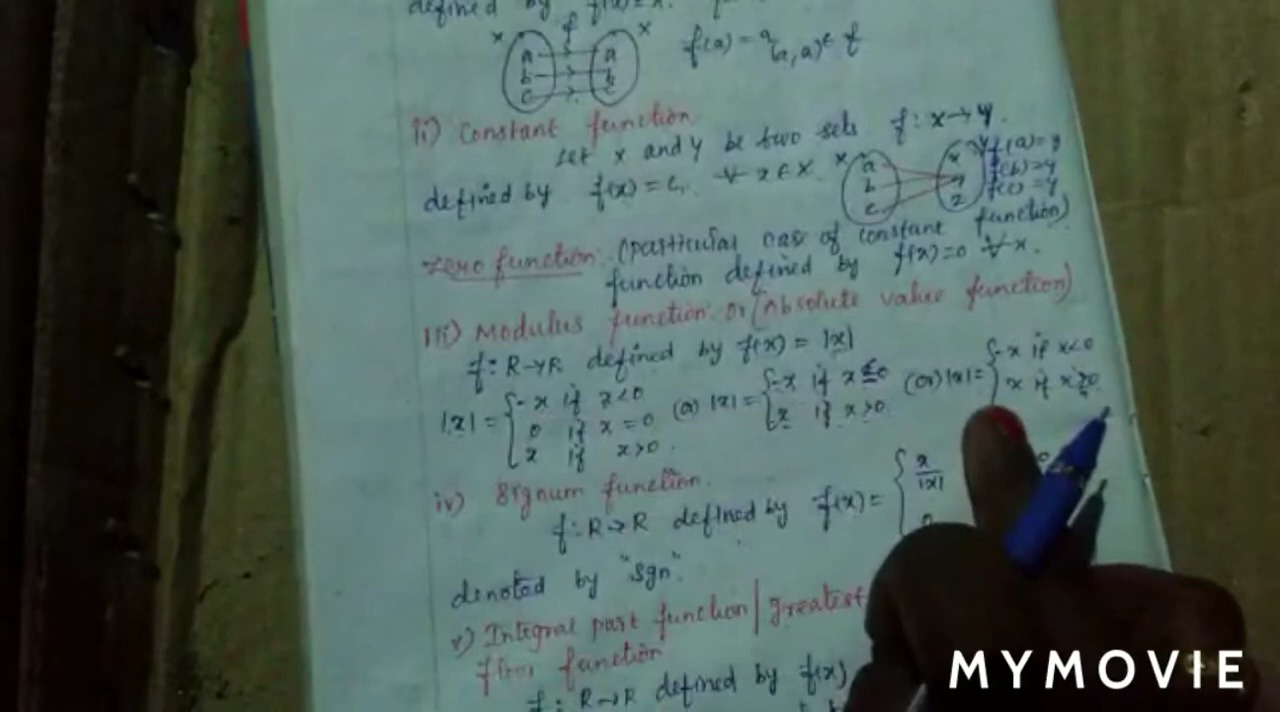 defined by f(x)=x.
x f x
a a
b b
c c
f(a) = a (a,a) ∈ f
ii) Constant function
Let x and y be two sets f: x→y.
defined by f(x) = c, ∀ x ∈ X.
x y
a x f(a)=y
b y f(b)=y
c z f(c)=y
Zero function: (particular case of constant function)
function defined by f(x)=0 ∀ x.
iii) Modulus function or (Absolute value function)
f: R→R defined by f(x) = |x|
|x| = { -x if x<0 (or) |x| = { -x if x≤0 (or) |x| = { -x if x<0
0 if x = 0 x if x>0 x if x≥0
x if x>0.
iv) Signum function.
f: R→R defined by f(x) = { x/|x| 0
0
denoted by "sgn".
v) Integral part function | greatest
floor function
f: R→R defined by f(x)
MYMOVIE